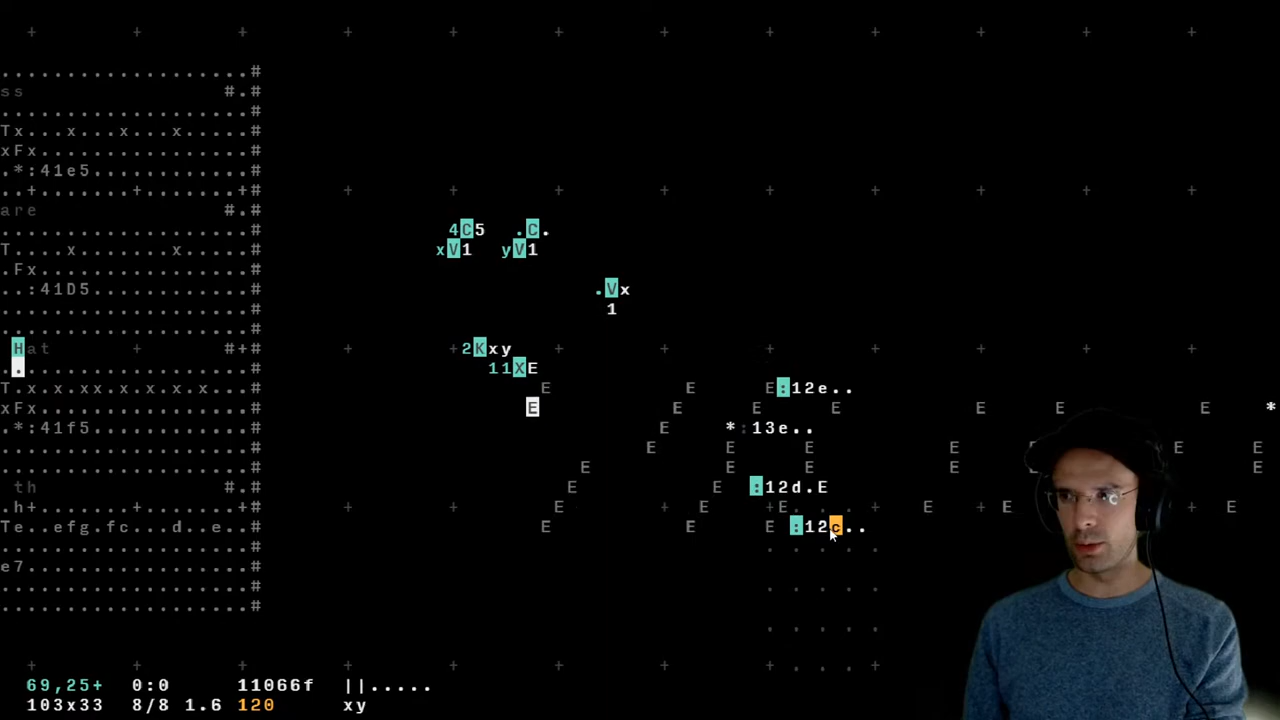 + + + + + + + + + + + +
...................#
ss #.#
...................#
Tx...x...x...x.....#
xFx................#
.*:41e5............#
..+.......+.......+# + + + + + + + + +
are #.#
4C5 .C.
T....x.......x.....#
xV1 yV1
.Fx................#
..:41D5............#
.Vx
...................#
1
...................#
Hat + #+# + +2Kxy + + + + + +
. 11XE
T.x.x.xx.x.x.x.x...#
E E E:12e..
xFx................#
E E E E E E E *
.*:41f5............#
E *:13e..
E E E E E E
E E E E E
th #.#
E E :12d.E
.h+.......+.......+#
E E E E E E
Te..efg.fc...d..e..#
E E E :12c..
e7.................#
...................#
...................#
+ + + + + + + +....
69,25+ 0:0 11066f ||.....
103x33 8/8 1.6 120 xy